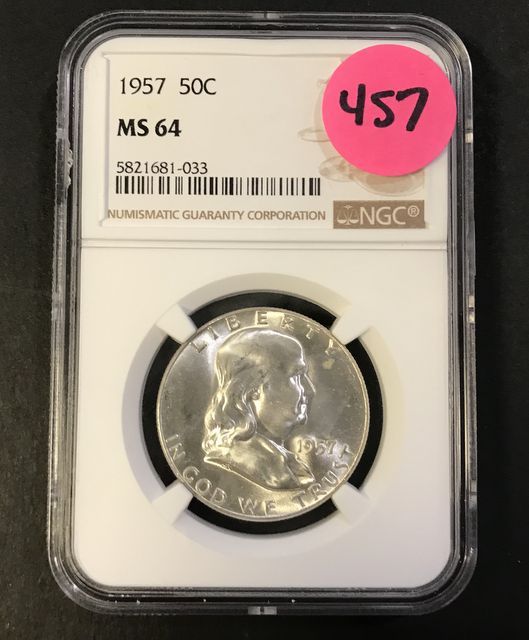 1957 50C
MS 64
5821681-033
NUMISMATIC GUARANTY CORPORATION
NGC®
457
LIBERTY
1957
IN GOD WE TRUST